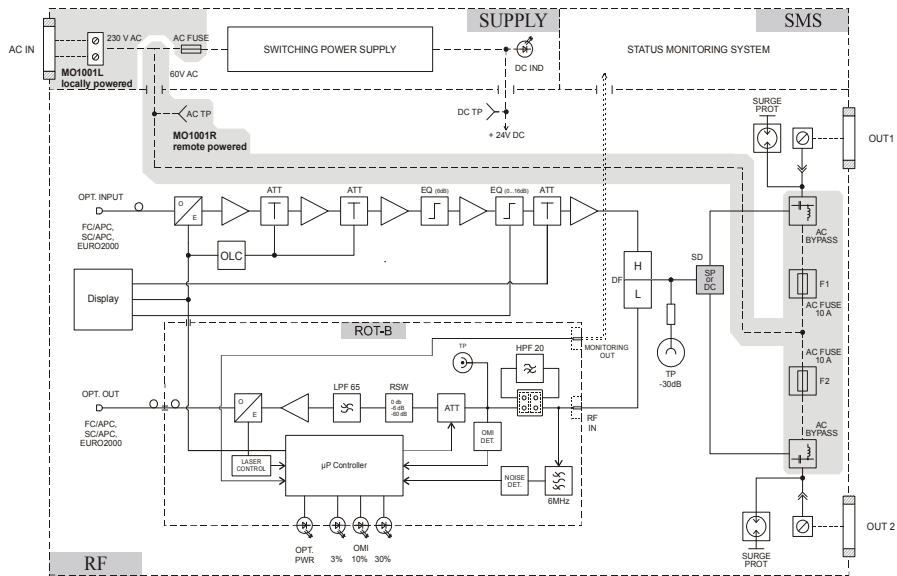 SUPPLY
SMS
AC IN
230 V AC
AC FUSE
SWITCHING POWER SUPPLY
STATUS MONITORING SYSTEM
DC IND
60V AC
MO1001L
locally powered
AC TP
MO1001R
remote powered
DC TP
+ 24V DC
SURGE
PROT
OUT1
OPT. INPUT
FC/APC,
SC/APC,
EURO2000
O
E
ATT
ATT
EQ (6dB)
EQ (0...16dB)
ATT
AC
BYPASS
OLC
H
L
DF
SD
SP
or
DC
F1
AC FUSE
10 A
Display
ROT-B
MONITORING
OUT
TP
-30dB
AC FUSE
10 A
F2
TP
HPF 20
OPT. OUT
FC/APC,
SC/APC,
EURO2000
O
E
LPF 65
RSW
0 db
-6 dB
-60 dB
ATT
RF
IN
OMI
DET.
AC
BYPASS
LASER
CONTROL
µP Controller
NOISE
DET.
6MHz
OPT.
PWR
3%
OMI
10%
30%
SURGE
PROT
OUT 2
RF